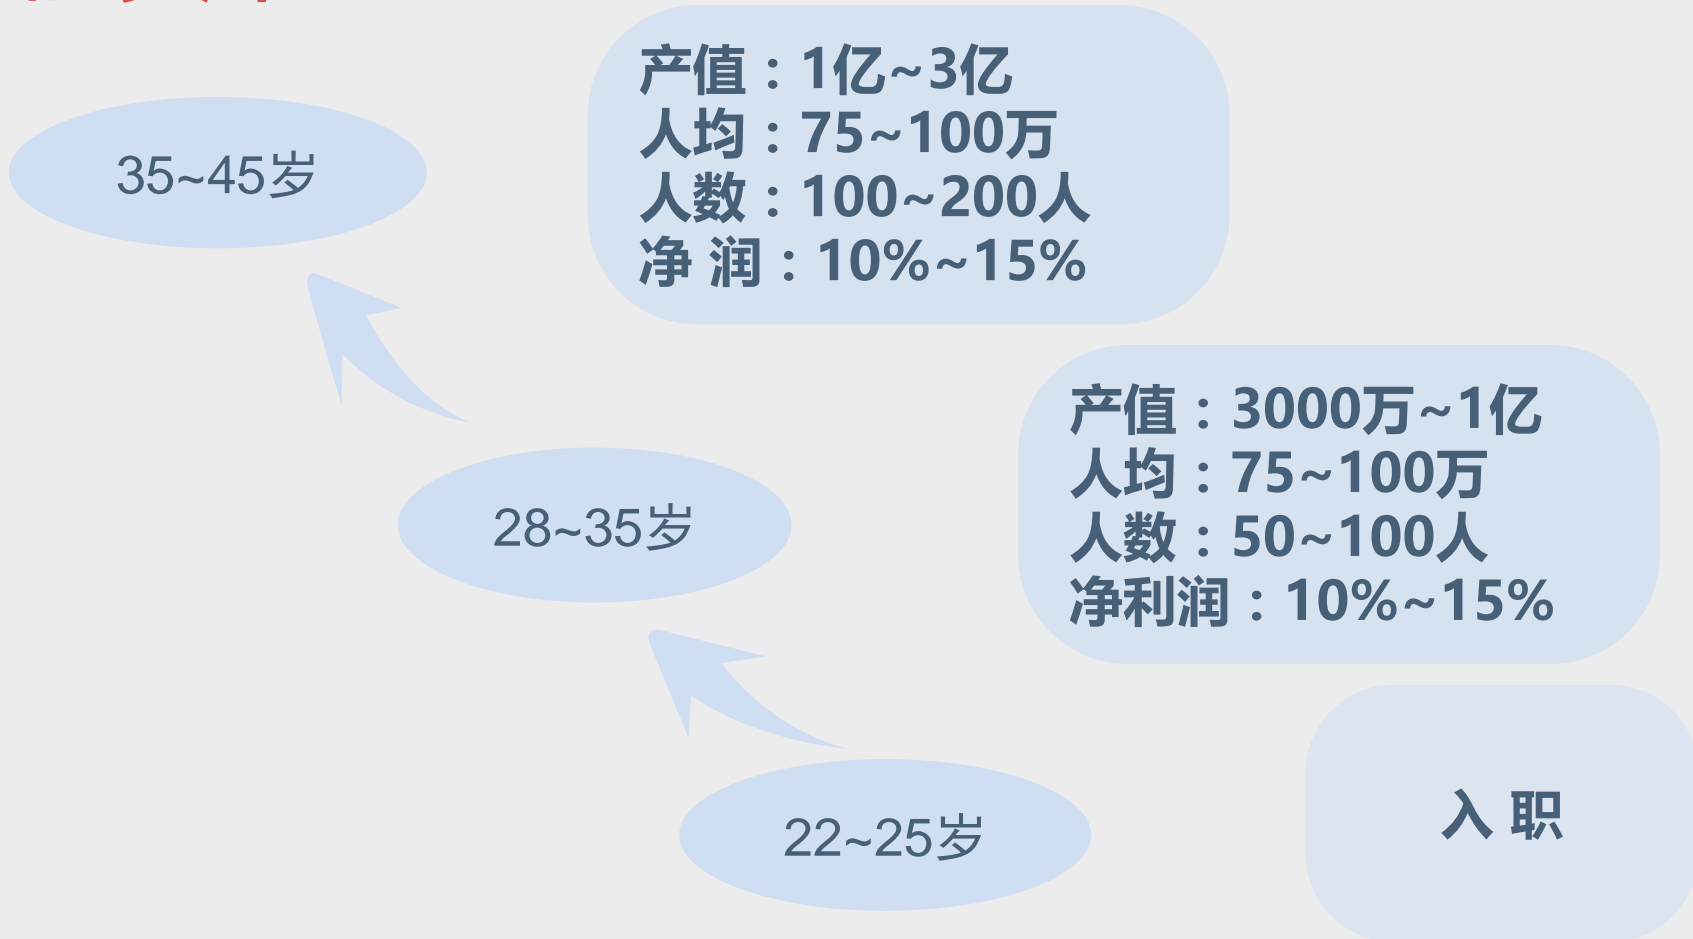 产值：1亿~3亿
人均：75~100万
人数：100~200人
净 润：10%~15%
35~45岁
产值：3000万~1亿
人均：75~100万
人数：50~100人
净利润：10%~15%
28~35岁
入 职
22~25岁